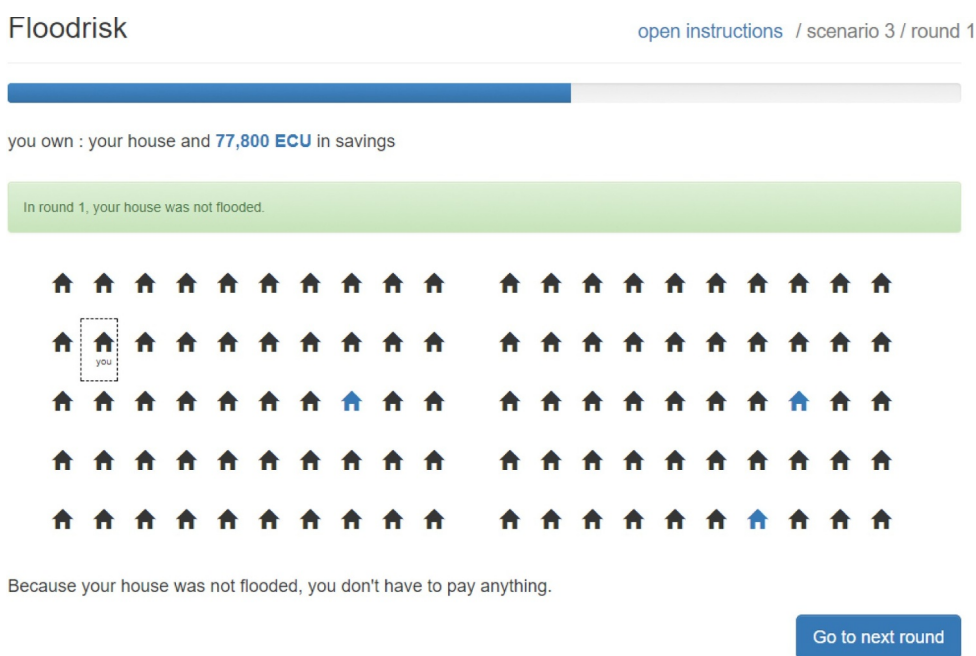 Floodrisk
open instructions / scenario 3 / round 1
you own : your house and 77,800 ECU in savings
In round 1, your house was not flooded.
you
Because your house was not flooded, you don't have to pay anything.
Go to next round